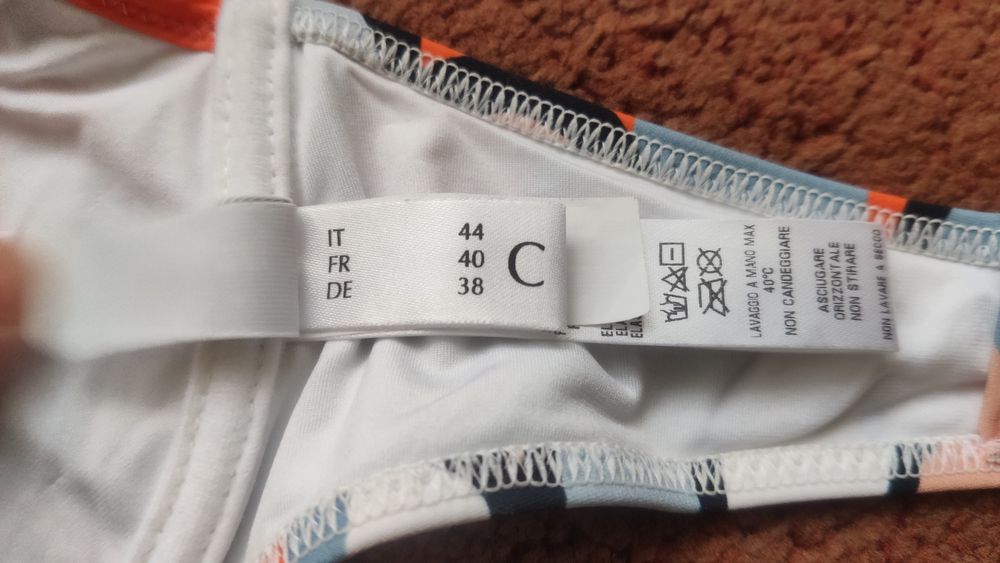 IT 44
FR 40
DE 38
C
LAVAGGIO A MANO MAX
40°C
NON CANDEGGIARE
ASCIUGARE
ORIZZONTALE
NON STIRARE
NON LAVARE A SECCO